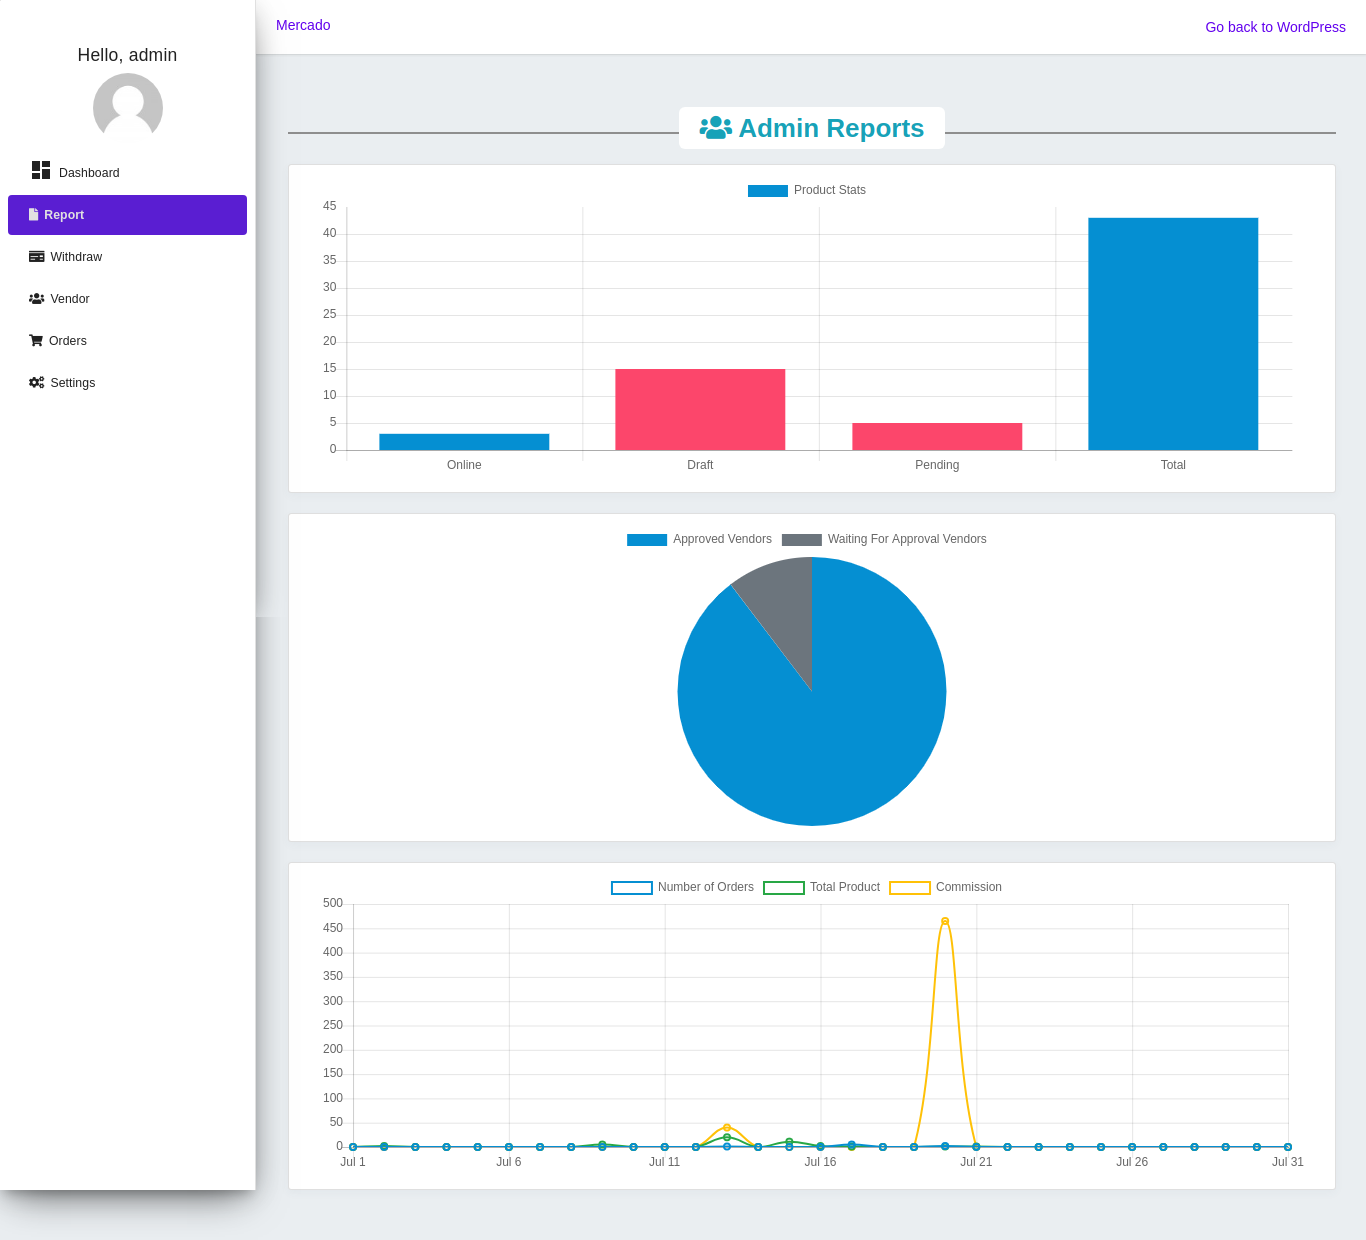 Mercado
Go back to WordPress
Hello, admin
Dashboard
Report
Withdraw
Vendor
Orders
Settings
Admin Reports
Product Stats
45
40
35
30
25
20
15
10
5
0
Online Draft Pending Total
Approved Vendors Waiting For Approval Vendors
Number of Orders Total Product Commission
500
450
400
350
300
250
200
150
100
50
0
Jul 1 Jul 6 Jul 11 Jul 16 Jul 21 Jul 26 Jul 31